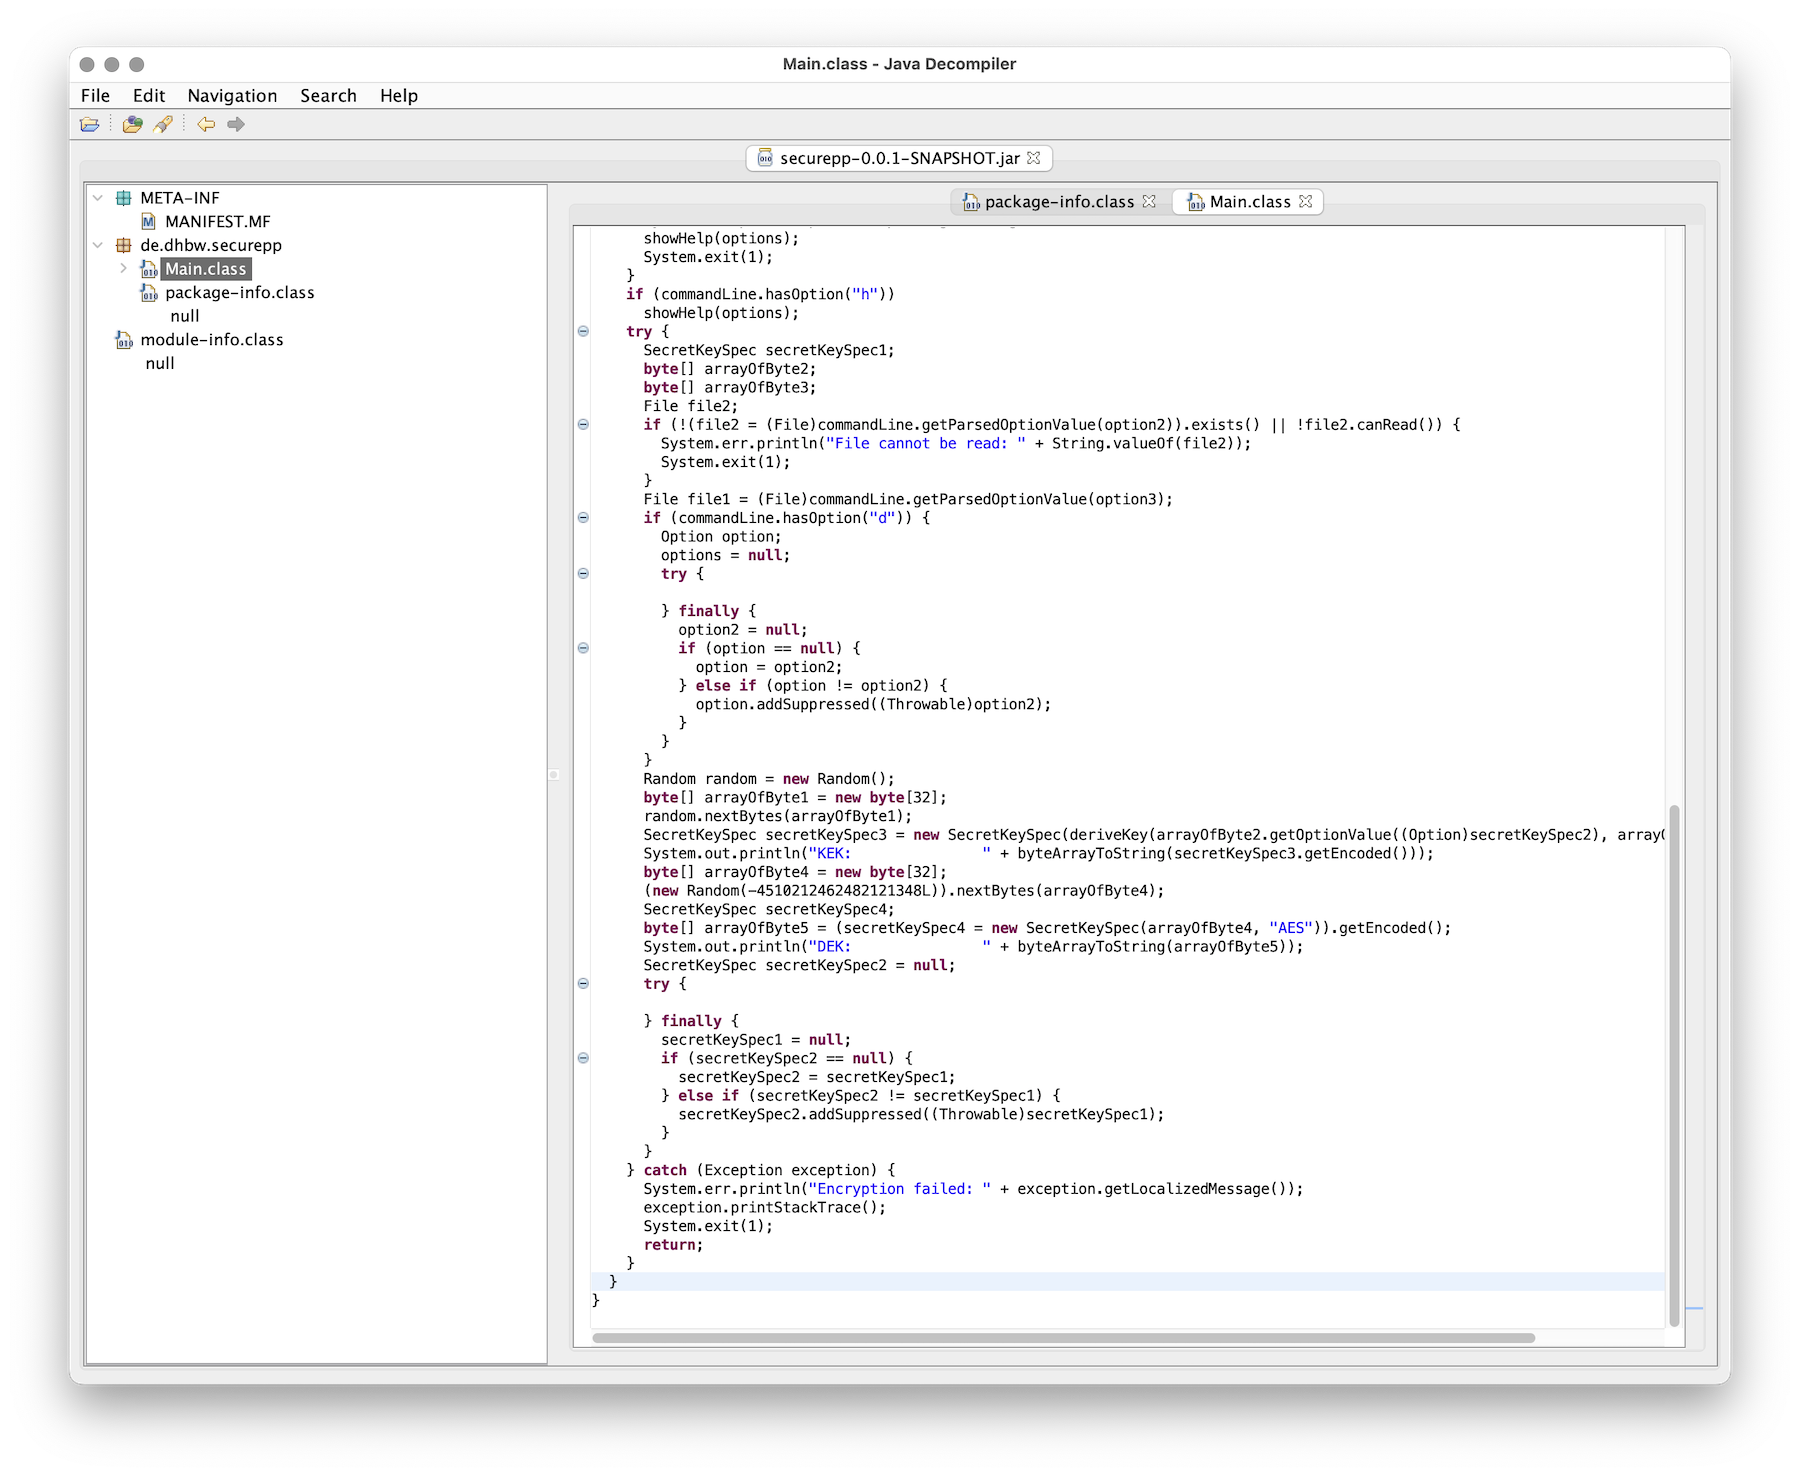 Main.class - Java Decompiler
File Edit Navigation Search Help
securepp-0.0.1-SNAPSHOT.jar
META-INF
MANIFEST.MF
de.dhbw.securepp
Main.class
package-info.class
null
module-info.class
null
package-info.class Main.class
showHelp(options);
System.exit(1);
}
if (commandLine.hasOption("h"))
showHelp(options);
try {
SecretKeySpec secretKeySpec1;
byte[] arrayOfByte2;
byte[] arrayOfByte3;
File file2;
if (!(file2 = (File)commandLine.getParsedOptionValue(option2)).exists() || !file2.canRead()) {
System.err.println("File cannot be read: " + String.valueOf(file2));
System.exit(1);
}
File file1 = (File)commandLine.getParsedOptionValue(option3);
if (commandLine.hasOption("d")) {
Option option;
options = null;
try {
} finally {
option2 = null;
if (option == null) {
option = option2;
} else if (option != option2) {
option.addSuppressed((Throwable)option2);
}
}
}
Random random = new Random();
byte[] arrayOfByte1 = new byte[32];
random.nextBytes(arrayOfByte1);
SecretKeySpec secretKeySpec3 = new SecretKeySpec(deriveKey(arrayOfByte2.getOptionValue((Option)secretKeySpec2), array
System.out.println("KEK:               " + byteArrayToString(secretKeySpec3.getEncoded()));
byte[] arrayOfByte4 = new byte[32];
(new Random(-4510212462482121348L)).nextBytes(arrayOfByte4);
SecretKeySpec secretKeySpec4;
byte[] arrayOfByte5 = (secretKeySpec4 = new SecretKeySpec(arrayOfByte4, "AES")).getEncoded();
System.out.println("DEK:               " + byteArrayToString(arrayOfByte5));
SecretKeySpec secretKeySpec2 = null;
try {
} finally {
secretKeySpec1 = null;
if (secretKeySpec2 == null) {
secretKeySpec2 = secretKeySpec1;
} else if (secretKeySpec2 != secretKeySpec1) {
secretKeySpec2.addSuppressed((Throwable)secretKeySpec1);
}
}
} catch (Exception exception) {
System.err.println("Encryption failed: " + exception.getLocalizedMessage());
exception.printStackTrace();
System.exit(1);
return;
}
}
}